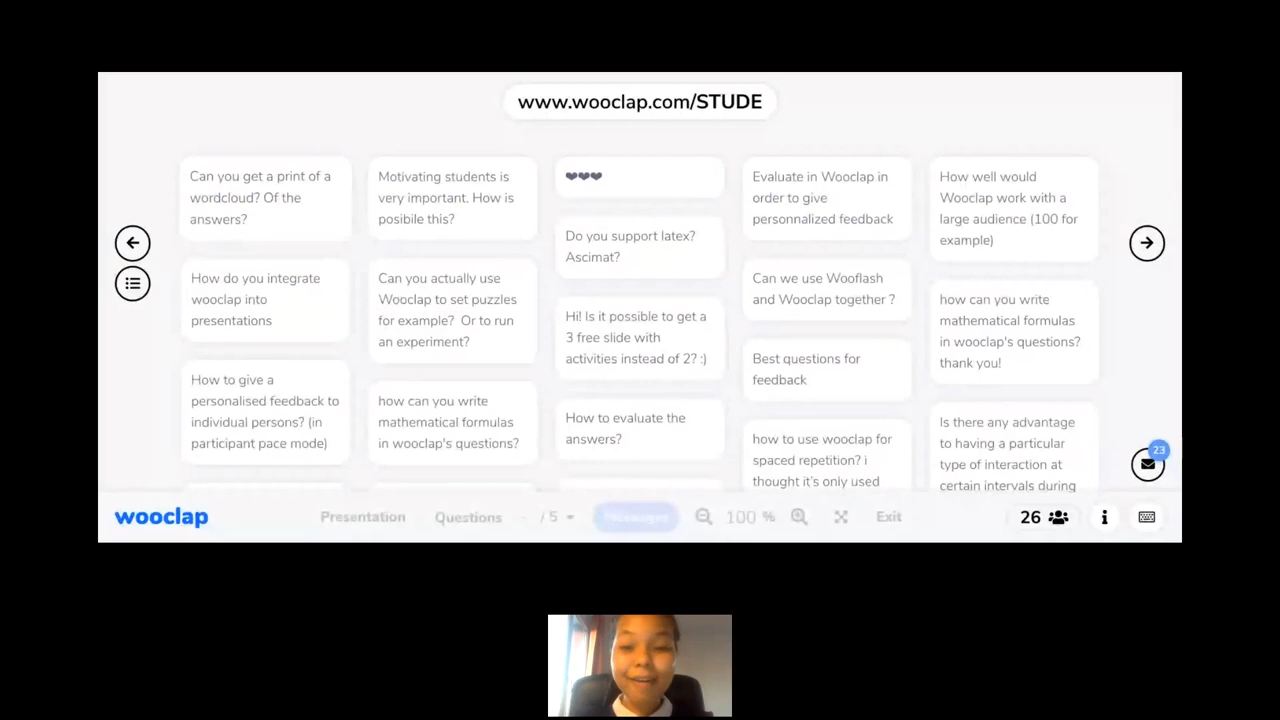 www.wooclap.com/STUDE
Can you get a print of a
wordcloud? Of the
answers?
How do you integrate
wooclap into
presentations
How to give a
personalised feedback to
individual persons? (in
participant pace mode)
Motivating students is
very important. How is
posibile this?
Can you actually use
Wooclap to set puzzles
for example? Or to run
an experiment?
how can you write
mathematical formulas
in wooclap's questions?
❤❤❤
Do you support latex?
Ascimat?
Hi! Is it possible to get a
3 free slide with
activities instead of 2? :)
How to evaluate the
answers?
Evaluate in Wooclap in
order to give
personnalized feedback
Can we use Wooflash
and Wooclap together ?
Best questions for
feedback
how to use wooclap for
spaced repetition? i
thought it's only used
How well would
Wooclap work with a
large audience (100 for
example)
how can you write
mathematical formulas
in wooclap's questions?
thank you!
Is there any advantage
to having a particular
type of interaction at
certain intervals during
23
wooclap
Presentation
Questions
- / 5
Messages
100 %
Exit
26
i